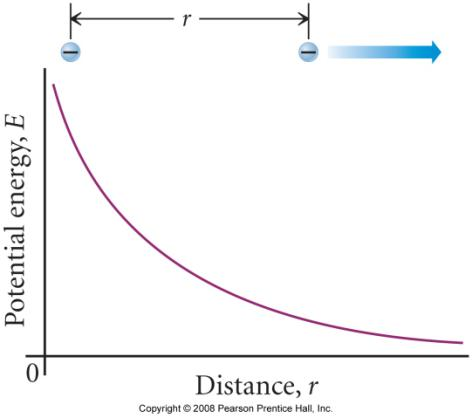 r
Potential energy, E
0
Distance, r
Copyright © 2008 Pearson Prentice Hall, Inc.